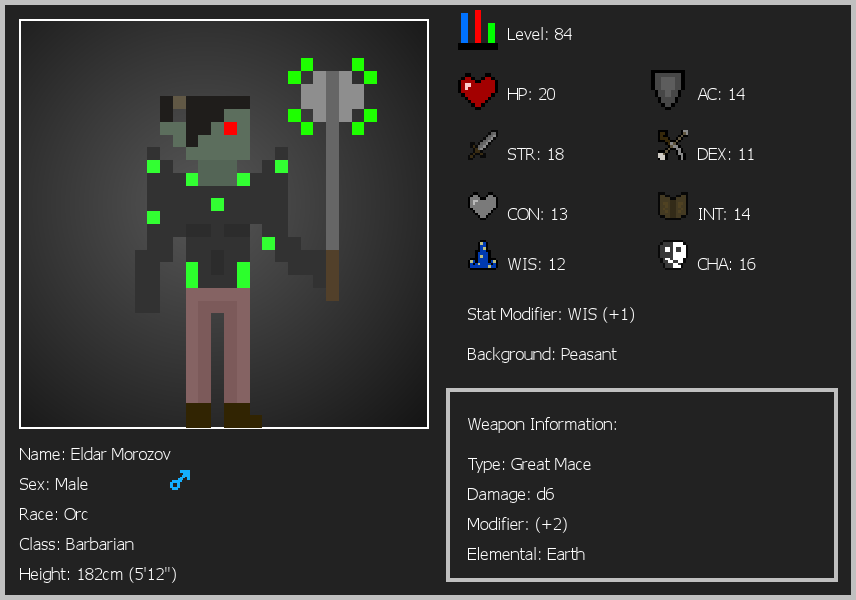 Level: 84
HP: 20
AC: 14
STR: 18
DEX: 11
CON: 13
INT: 14
WIS: 12
CHA: 16
Stat Modifier: WIS (+1)
Background: Peasant
Weapon Information:
Type: Great Mace
Damage: d6
Modifier: (+2)
Elemental: Earth
Name: Eldar Morozov
Sex: Male
Race: Orc
Class: Barbarian
Height: 182cm (5'12")